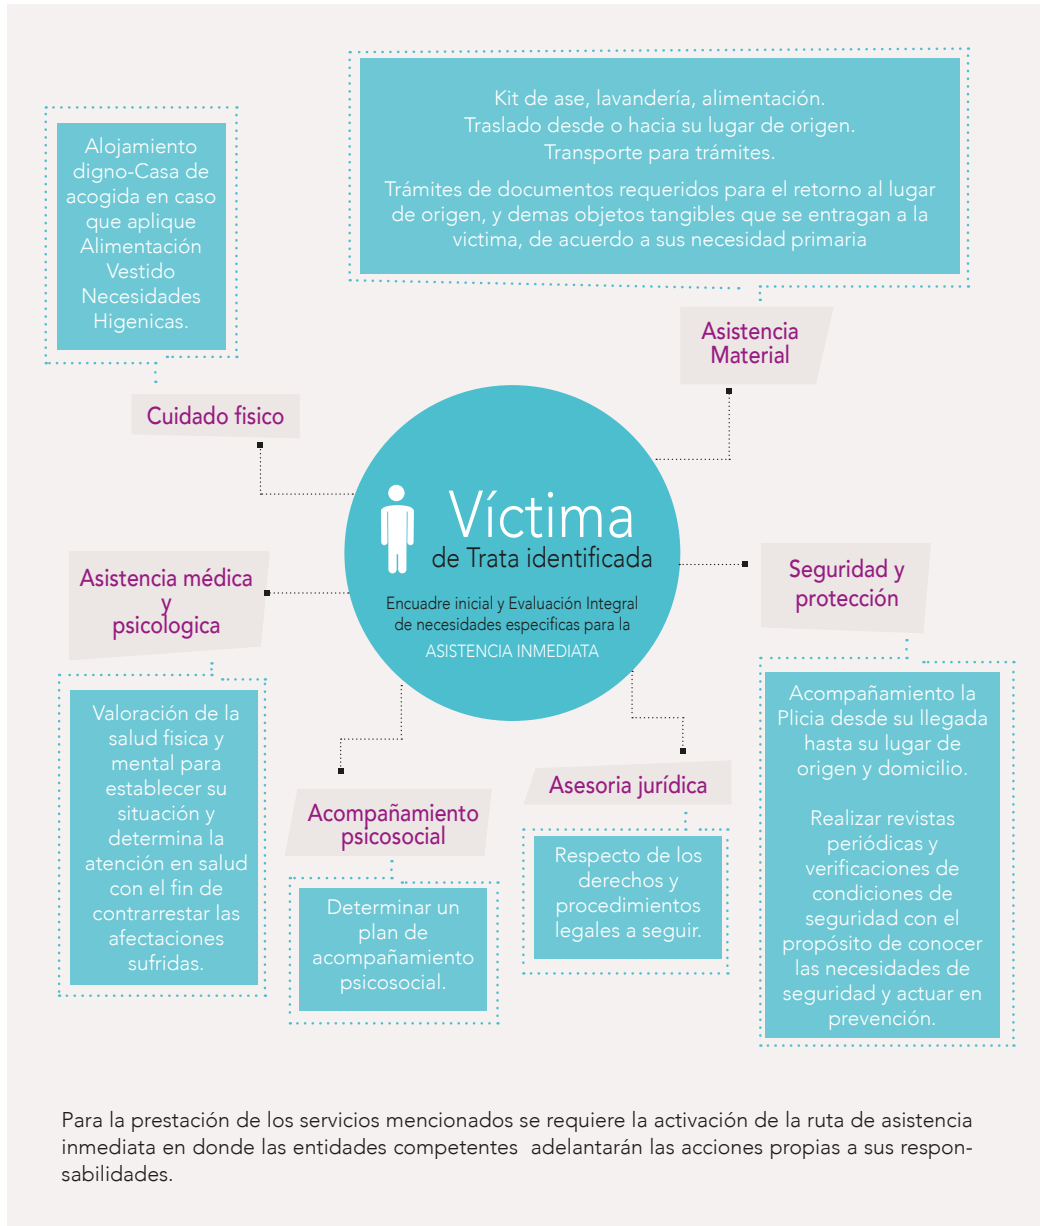 Kit de ase, lavandería, alimentación.
Traslado desde o hacia su lugar de origen.
Transporte para trámites.
Trámites de documentos requeridos para el retorno al lugar
de origen, y demas objetos tangibles que se entragan a la
victima, de acuerdo a sus necesidad primaria
Alojamiento
digno-Casa de
acogida en caso
que aplique
Alimentación
Vestido
Necesidades
Higenicas.
Asistencia
Material
Cuidado fisico
Víctima
de Trata identificada
Encuadre inicial y Evaluación Integral
de necesidades especificas para la
ASISTENCIA INMEDIATA
Asistencia médica
y
psicologica
Seguridad y
protección
Valoración de la
salud fisica y
mental para
establecer su
situación y
determina la
atención en salud
con el fin de
contrarrestar las
afectaciones
sufridas.
Acompañamiento
psicosocial
Determinar un
plan de
acompañamiento
psicosocial.
Asesoria jurídica
Respecto de los
derechos y
procedimientos
legales a seguir.
Acompañamiento la
Plicia desde su llegada
hasta su lugar de
origen y domicilio.
Realizar revistas
periódicas y
verificaciones de
condiciones de
seguridad con el
propósito de conocer
las necesidades de
seguridad y actuar en
prevención.
Para la prestación de los servicios mencionados se requiere la activación de la ruta de asistencia
inmediata en donde las entidades competentes  adelantarán las acciones propias a sus respon-
sabilidades.